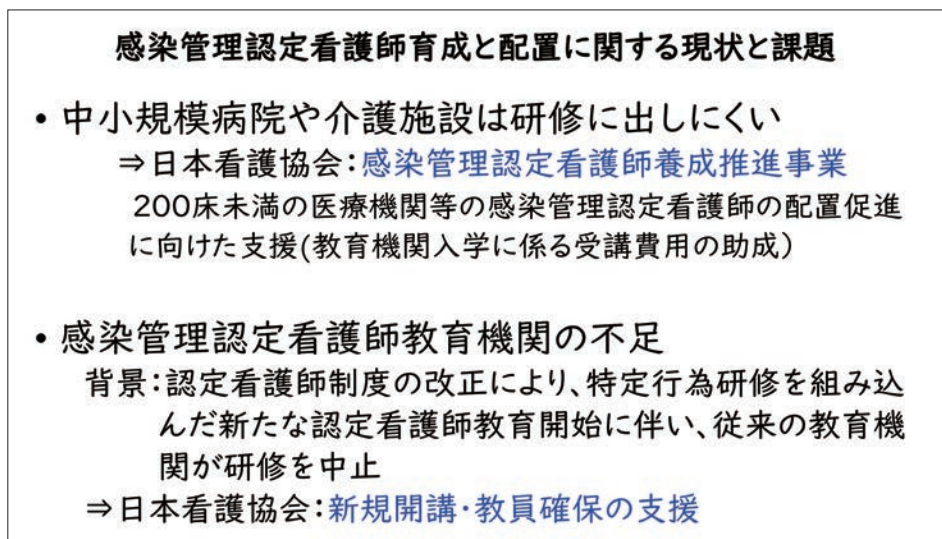 感染管理認定看護師育成と配置に関する現状と課題
• 中小規模病院や介護施設は研修に出しにくい
⇒日本看護協会：感染管理認定看護師養成推進事業
200床未満の医療機関等の感染管理認定看護師の配置促進
に向けた支援(教育機関入学に係る受講費用の助成）
• 感染管理認定看護師教育機関の不足
背景：認定看護師制度の改正により、特定行為研修を組み込
んだ新たな認定看護師教育開始に伴い、従来の教育機
関が研修を中止
⇒日本看護協会：新規開講・教員確保の支援